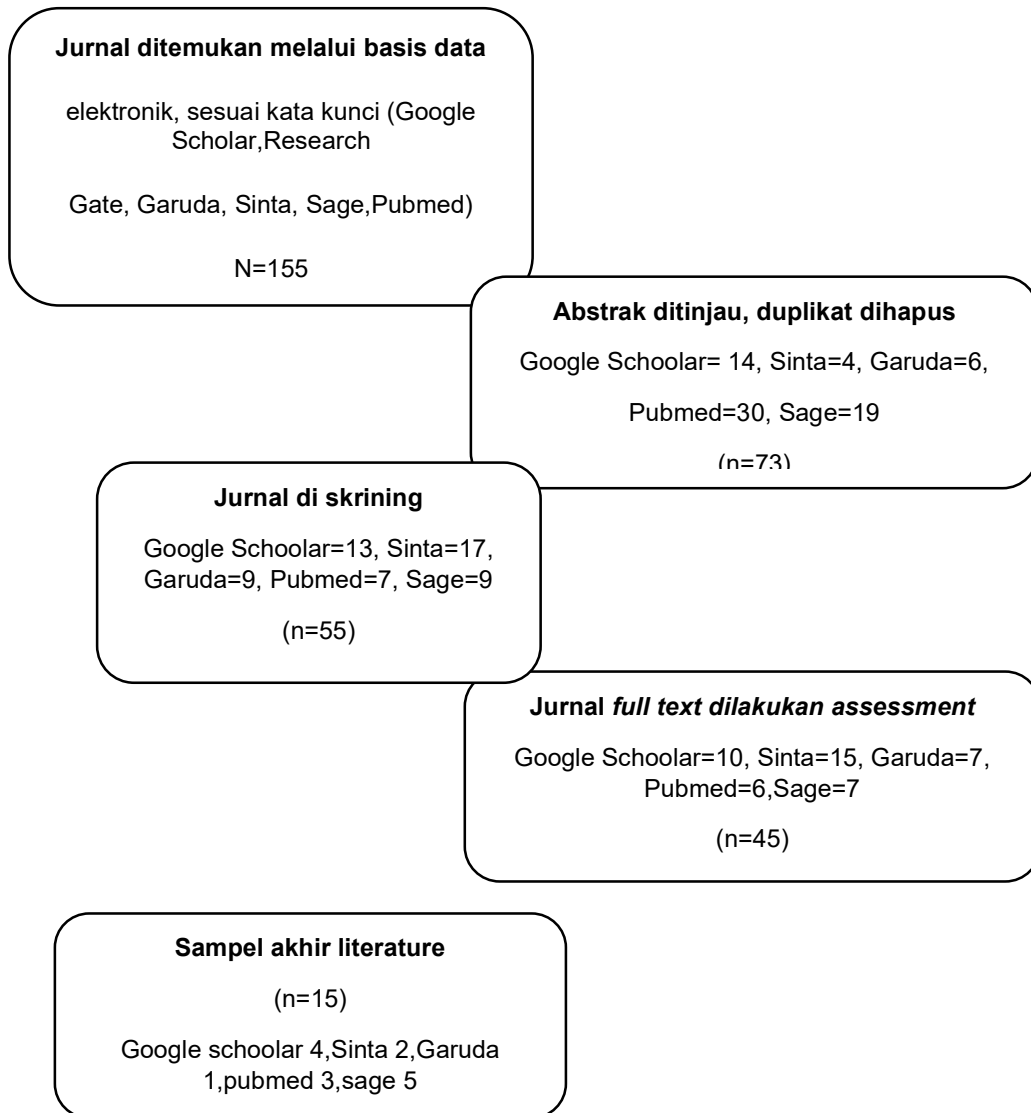 Jurnal ditemukan melalui basis data
elektronik, sesuai kata kunci (Google
Scholar,Research
Gate, Garuda, Sinta, Sage,Pubmed)
N=155
Abstrak ditinjau, duplikat dihapus
Google Schoolar= 14, Sinta=4, Garuda=6,
Pubmed=30, Sage=19
(n=73)
Jurnal di skrining
Google Schoolar=13, Sinta=17,
Garuda=9, Pubmed=7, Sage=9
(n=55)
Jurnal full text dilakukan assessment
Google Schoolar=10, Sinta=15, Garuda=7,
Pubmed=6,Sage=7
(n=45)
Sampel akhir literature
(n=15)
Google schoolar 4,Sinta 2,Garuda
1,pubmed 3,sage 5